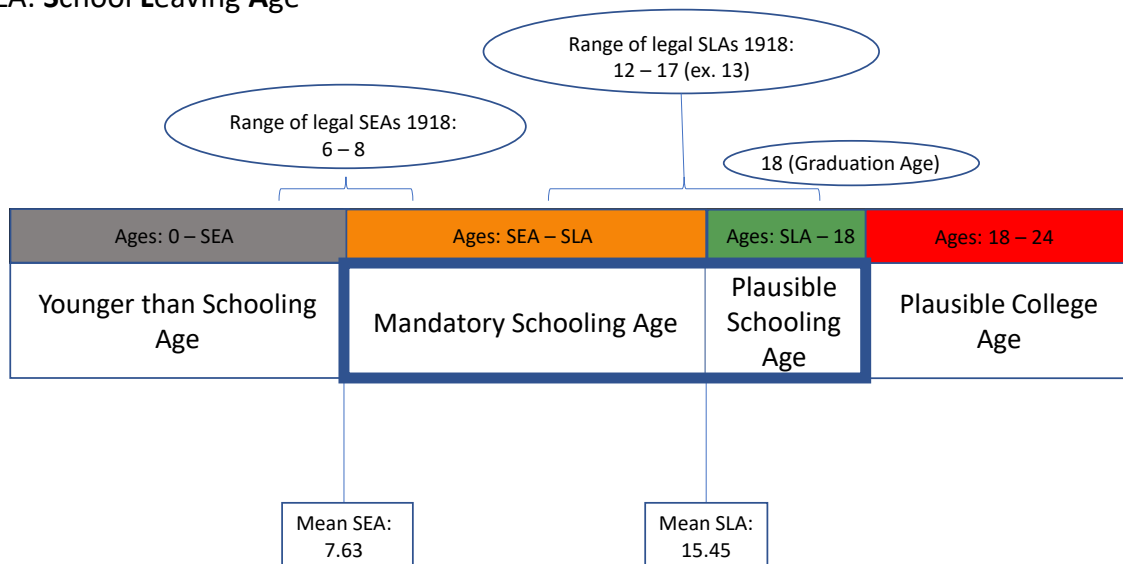 LA: School Leaving Age
Range of legal SLAs 1918:
12 – 17 (ex. 13)
Range of legal SEAs 1918:
6 – 8
18 (Graduation Age)
Ages: 0 – SEA
Ages: SEA – SLA
Ages: SLA – 18
Ages: 18 – 24
Younger than Schooling
Age
Mandatory Schooling Age
Plausible
Schooling
Age
Plausible College
Age
Mean SEA:
7.63
Mean SLA:
15.45